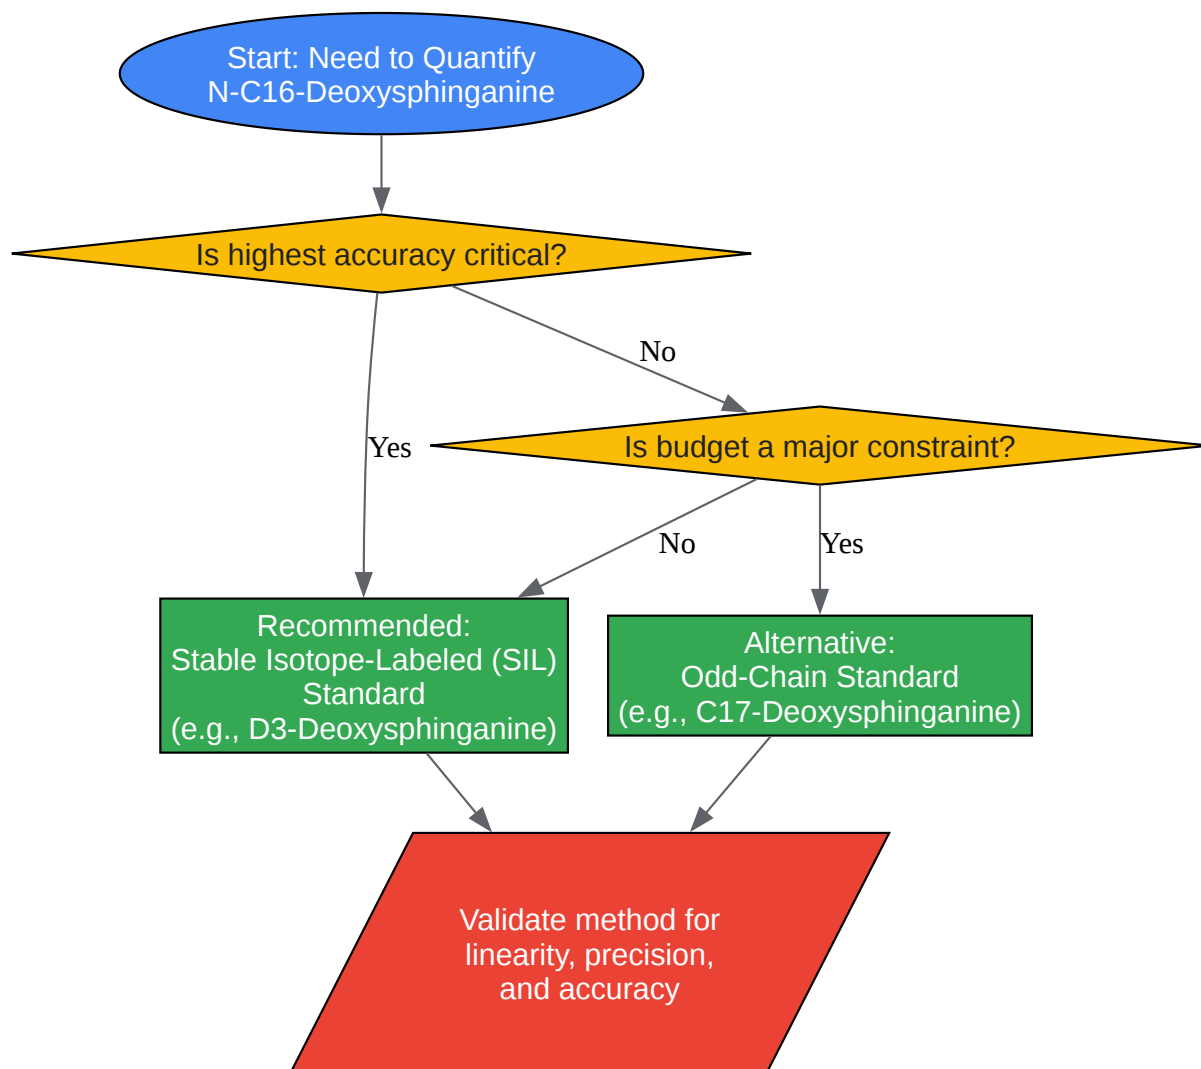 Start: Need to Quantify
N-C16-Deoxysphinganine
Is highest accuracy critical?
No
Yes
Is budget a major constraint?
No
Yes
Recommended:
Stable Isotope-Labeled (SIL)
Standard
(e.g., D3-Deoxysphinganine)
Alternative:
Odd-Chain Standard
(e.g., C17-Deoxysphinganine)
Validate method for
linearity, precision,
and accuracy